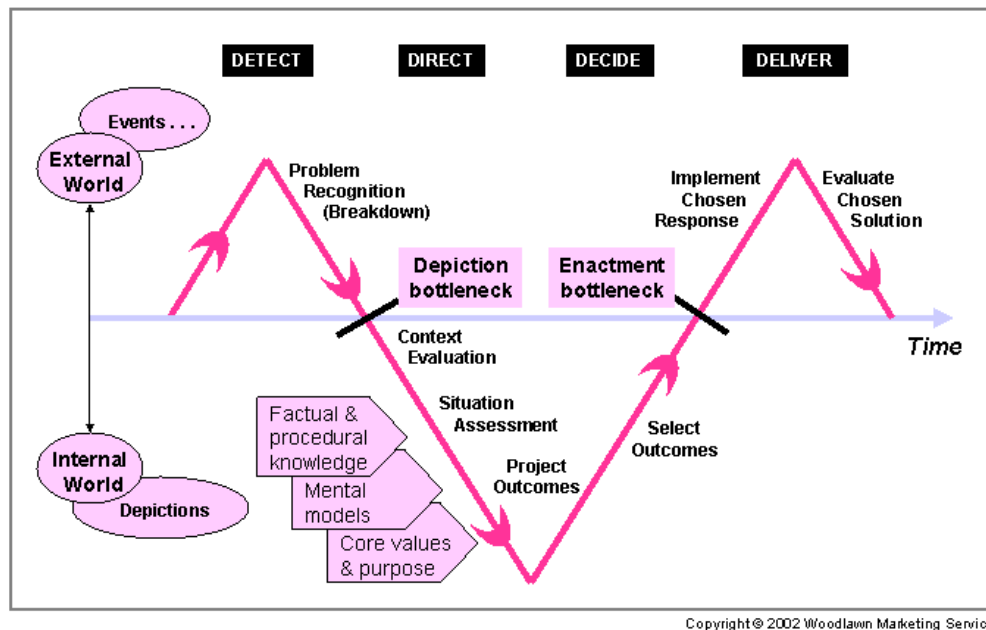 DETECT
DIRECT
DECIDE
DELIVER
Events . . .
External
World
Problem
Recognition
(Breakdown)
Implement
Chosen
Response
Evaluate
Chosen
Solution
Depiction
bottleneck
Enactment
bottleneck
Time
Context
Evaluation
Situation
Assessment
Project
Outcomes
Select
Outcomes
Factual &
procedural
knowledge
Mental
models
Core values
& purpose
Internal
World
Depictions
Copyright © 2002 Woodlawn Marketing Servic